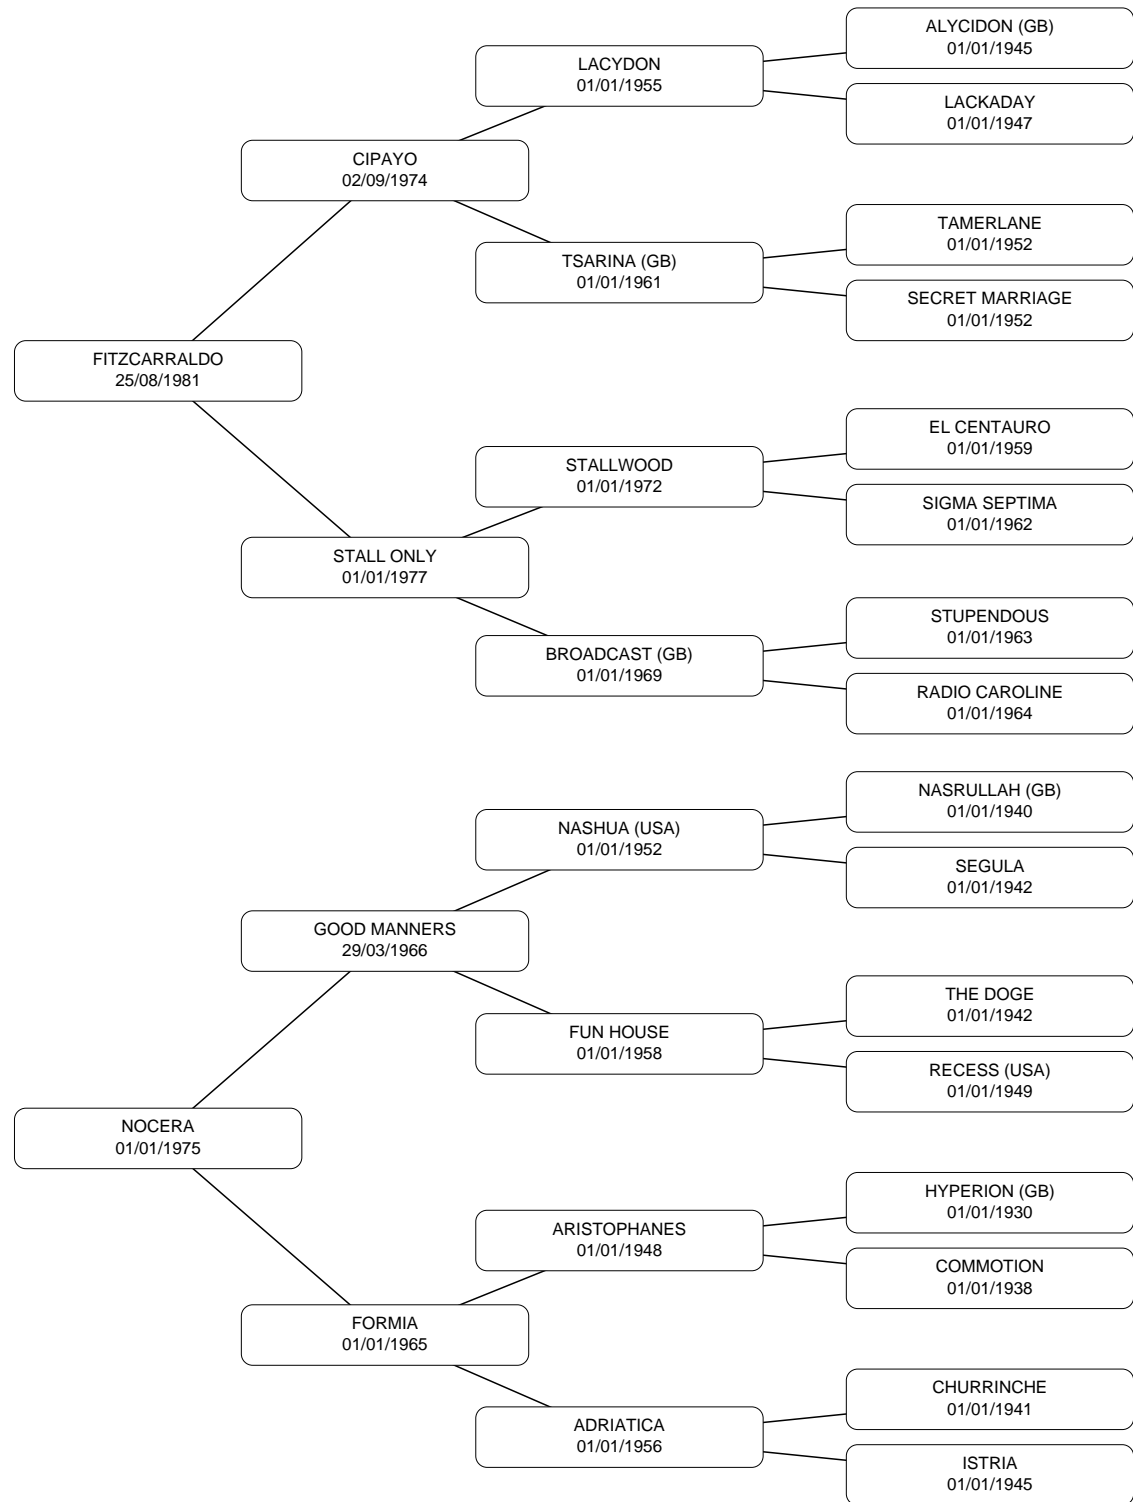 ALYCIDON (GB)
01/01/1945
LACYDON
01/01/1955
LACKADAY
01/01/1947
CIPAYO
02/09/1974
TAMERLANE
01/01/1952
TSARINA (GB)
01/01/1961
SECRET MARRIAGE
01/01/1952
FITZCARRALDO
25/08/1981
EL CENTAURO
01/01/1959
STALLWOOD
01/01/1972
SIGMA SEPTIMA
01/01/1962
STALL ONLY
01/01/1977
STUPENDOUS
01/01/1963
BROADCAST (GB)
01/01/1969
RADIO CAROLINE
01/01/1964
NASRULLAH (GB)
01/01/1940
NASHUA (USA)
01/01/1952
SEGULA
01/01/1942
GOOD MANNERS
29/03/1966
THE DOGE
01/01/1942
FUN HOUSE
01/01/1958
RECESS (USA)
01/01/1949
NOCERA
01/01/1975
HYPERION (GB)
01/01/1930
ARISTOPHANES
01/01/1948
COMMOTION
01/01/1938
FORMIA
01/01/1965
CHURRINCHE
01/01/1941
ADRIATICA
01/01/1956
ISTRIA
01/01/1945